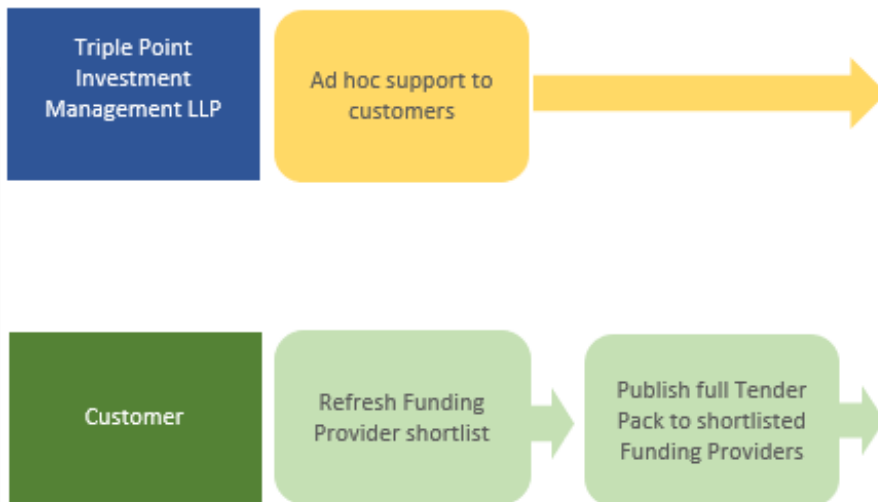 Triple Point
Investment
Management LLP
Ad hoc support to
customers
Customer
Refresh Funding
Provider shortlist
Publish full Tender
Pack to shortlisted
Funding Providers